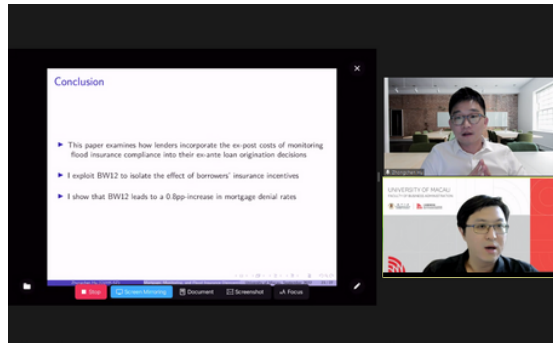 Conclusion
This paper examines how lenders incorporate the ex-post costs of monitoring
flood insurance compliance into their ex-ante loan origination decisions
I exploit BW12 to isolate the effect of borrowers' insurance incentives
I show that BW12 leads to a 0.8pp-increase in mortgage denial rates
Stop
Screen Mirroring
Document
Screenshot
Focus
UNIVERSITY OF MACAU
FACULTY OF BUSINESS ADMINISTRATION